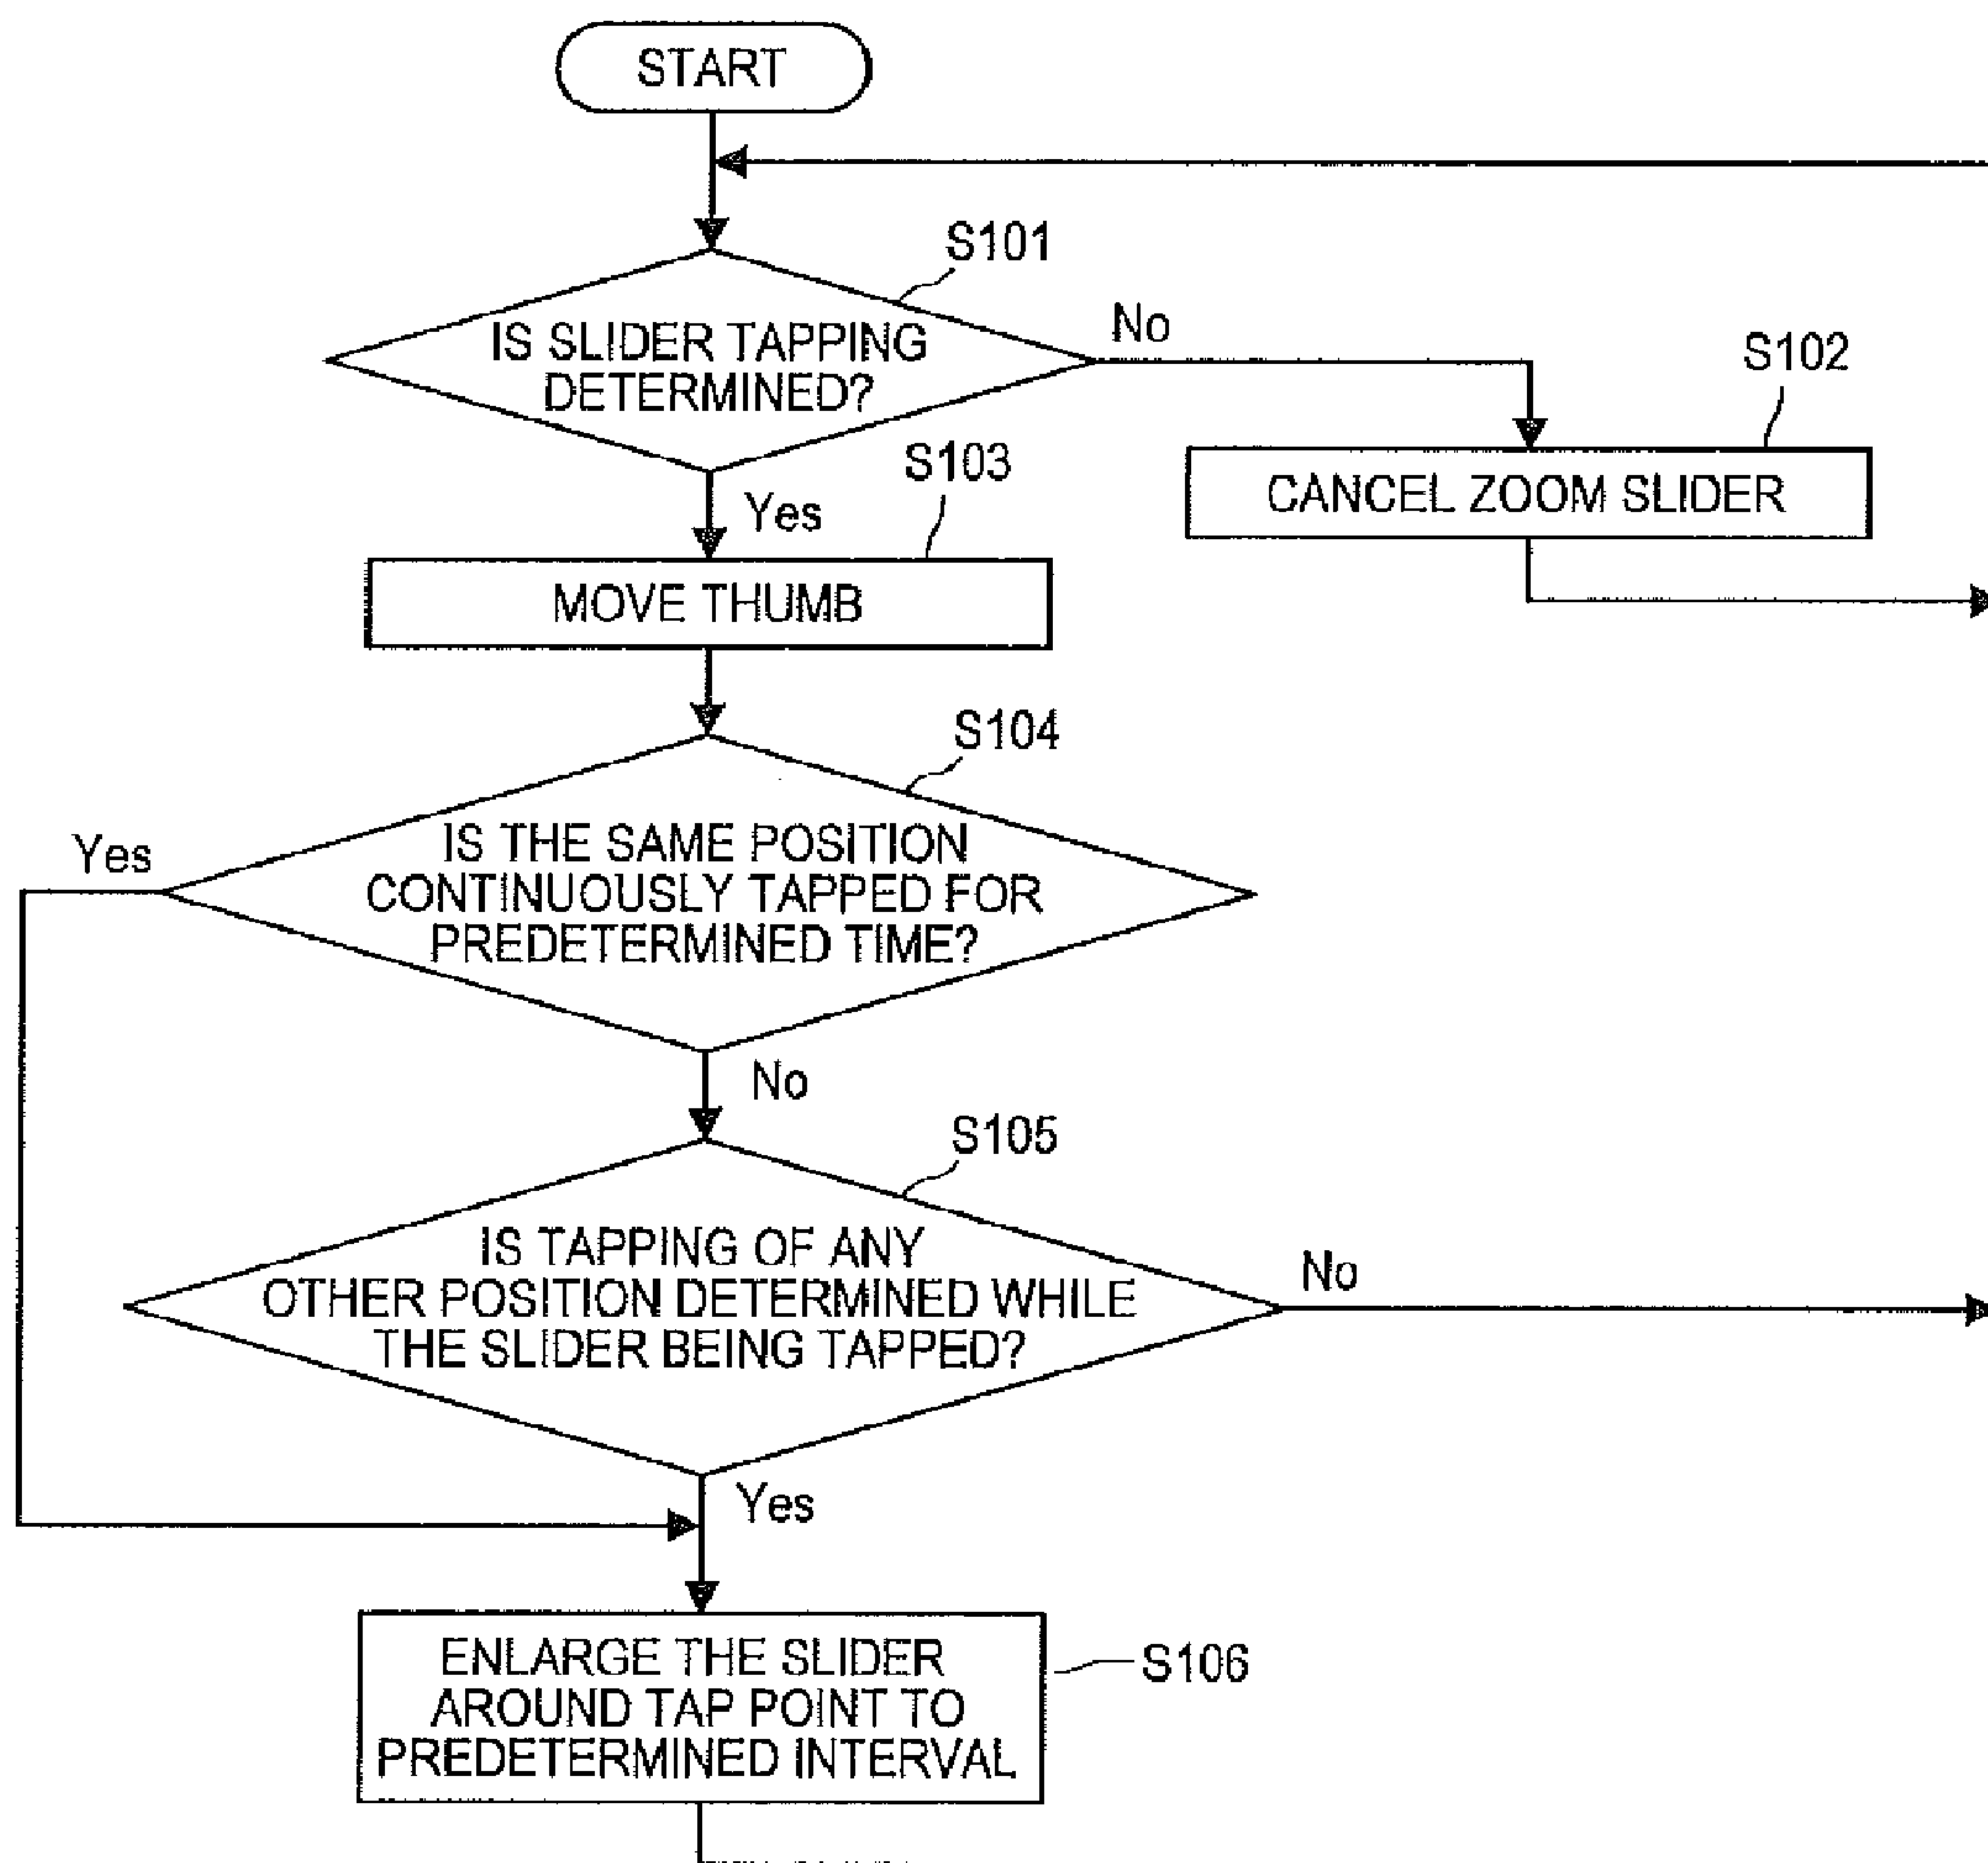 START
S101
IS SLIDER TAPPING
DETERMINED?
No
S102
CANCEL ZOOM SLIDER
Yes
S103
MOVE THUMB
S104
IS THE SAME POSITION
CONTINUOUSLY TAPPED FOR
PREDETERMINED TIME?
Yes
No
S105
IS TAPPING OF ANY
OTHER POSITION DETERMINED WHILE
THE SLIDER BEING TAPPED?
No
Yes
ENLARGE THE SLIDER
AROUND TAP POINT TO
PREDETERMINED INTERVAL
S106